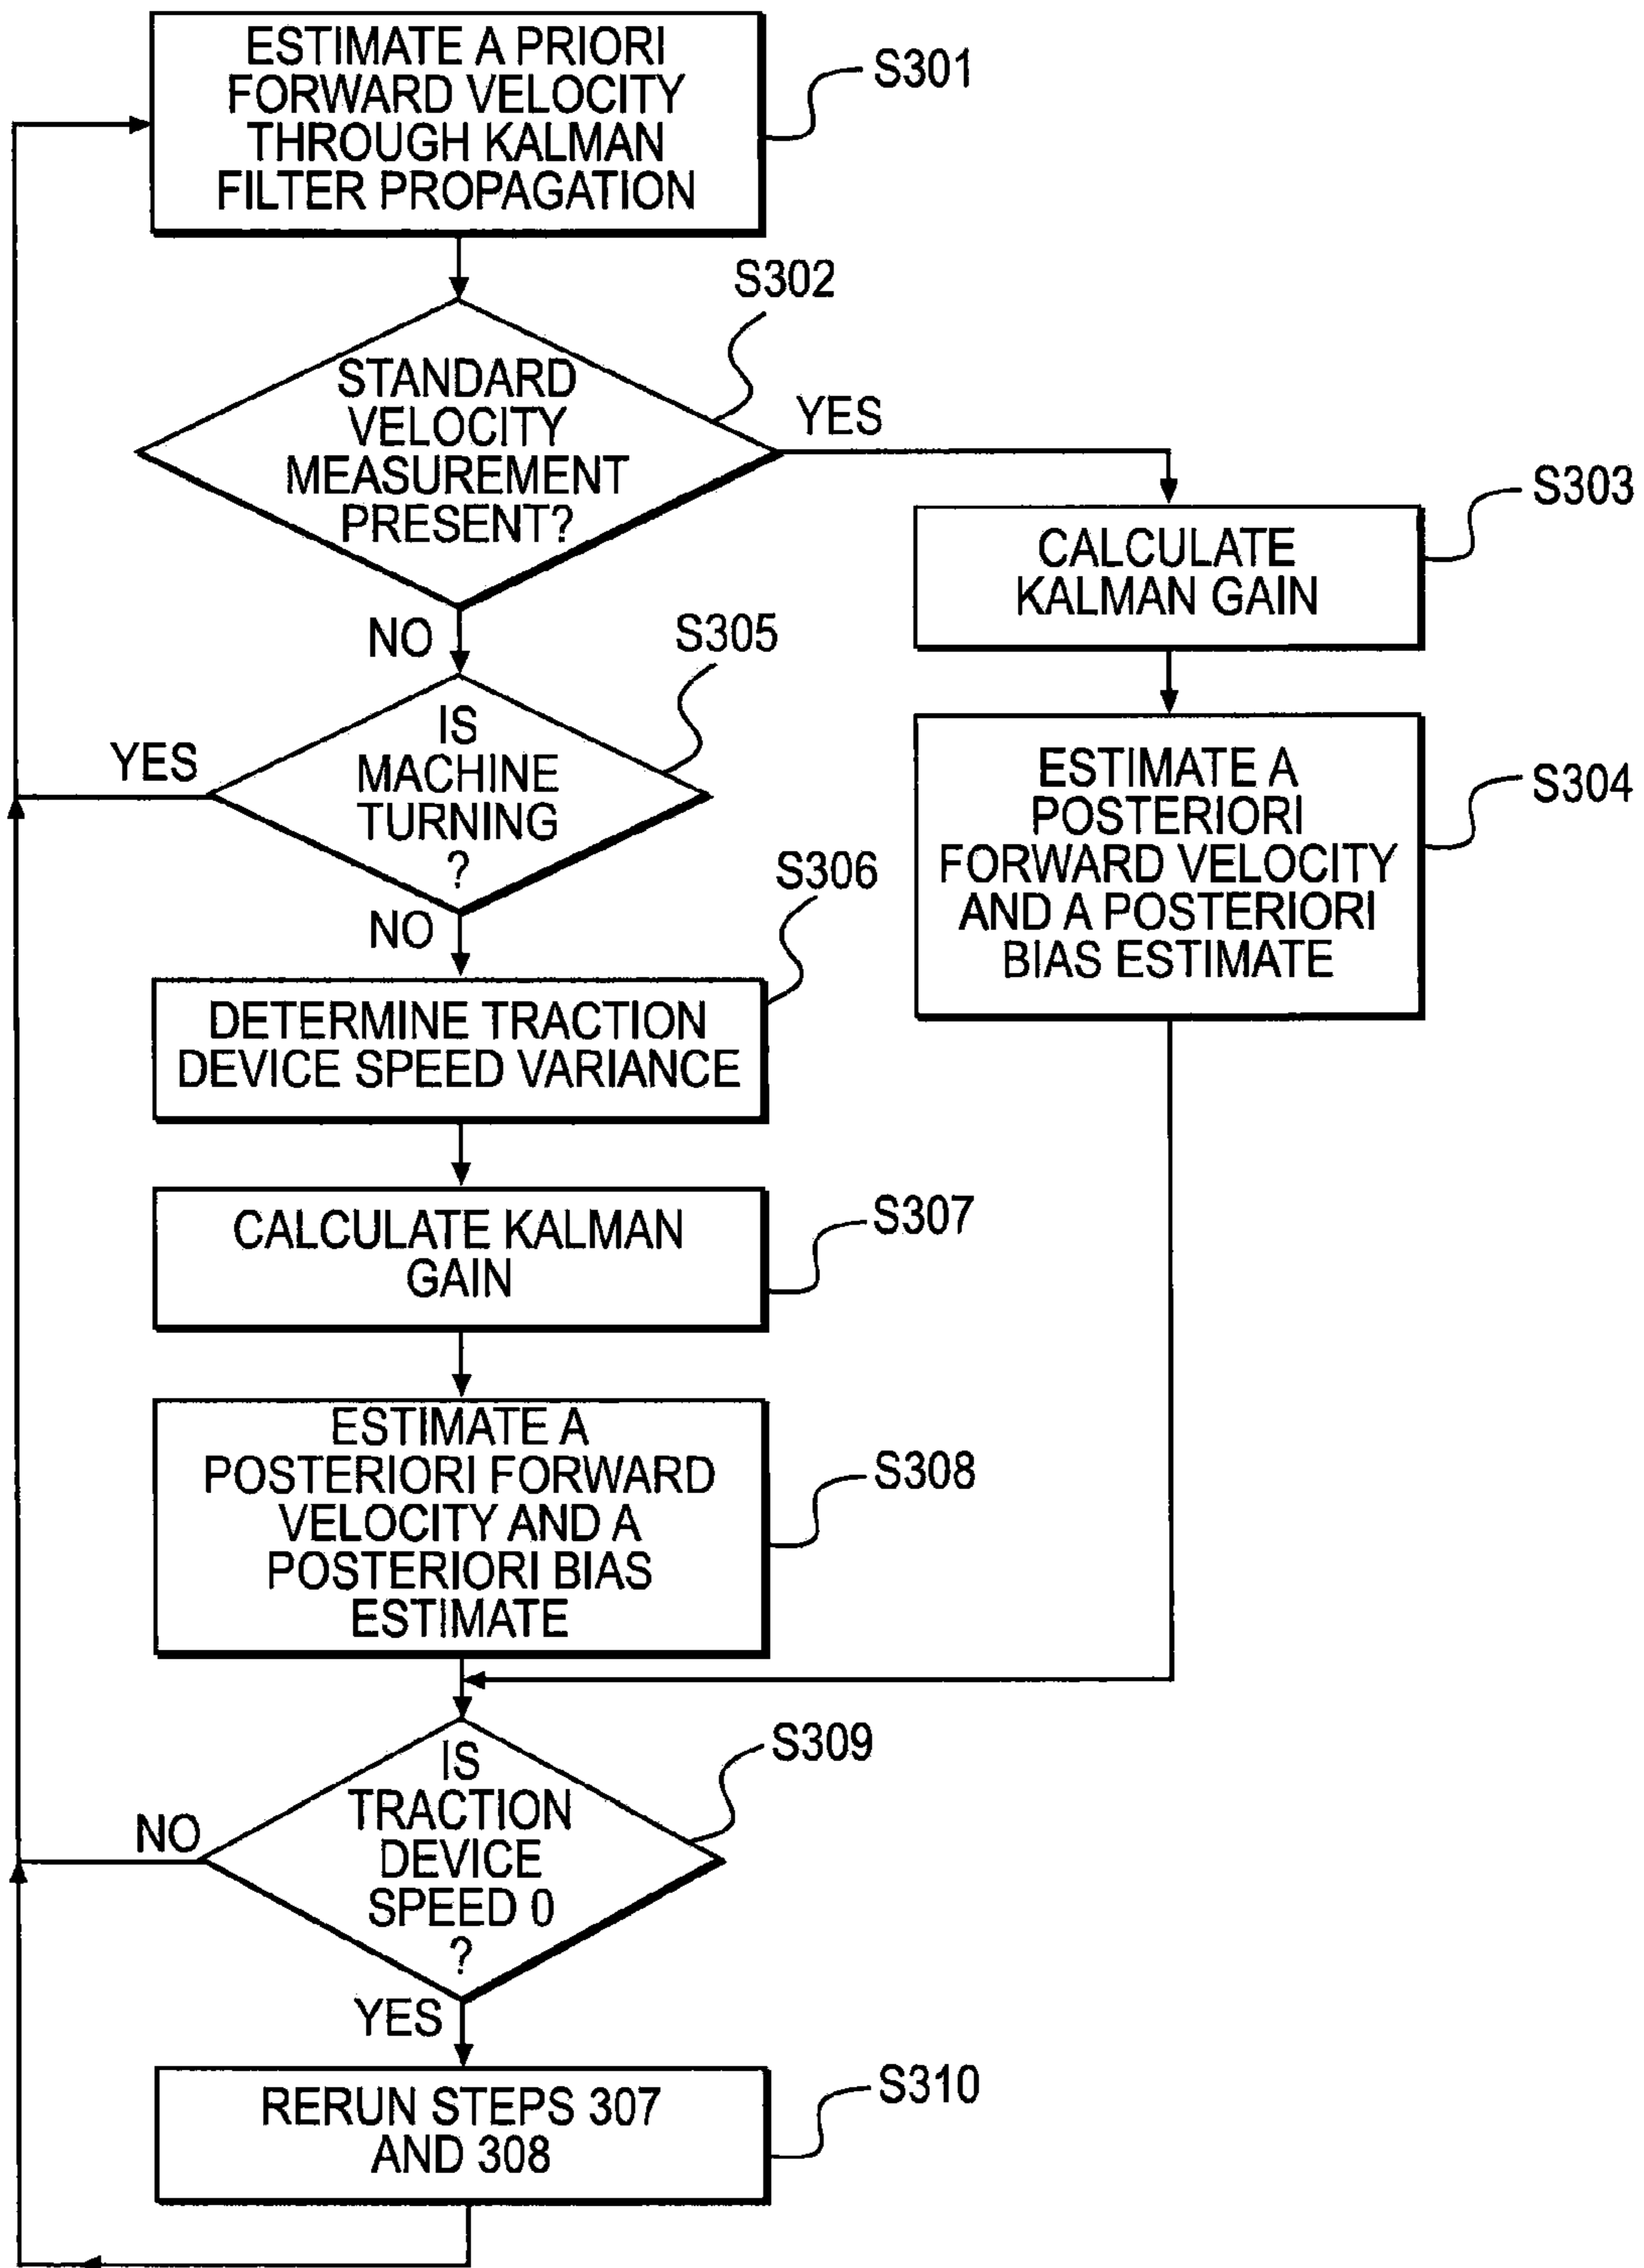 ESTIMATE A PRIORI
FORWARD VELOCITY
THROUGH KALMAN
FILTER PROPAGATION
S301
S302
STANDARD
VELOCITY
MEASUREMENT
PRESENT?
YES
NO
S303
CALCULATE
KALMAN GAIN
S304
ESTIMATE A
POSTERIORI
FORWARD VELOCITY
AND A POSTERIORI
BIAS ESTIMATE
S305
IS
MACHINE
TURNING
?
YES
NO
S306
DETERMINE TRACTION
DEVICE SPEED VARIANCE
S307
CALCULATE KALMAN
GAIN
S308
ESTIMATE A
POSTERIORI FORWARD
VELOCITY AND A
POSTERIORI BIAS
ESTIMATE
S309
IS
TRACTION
DEVICE
SPEED 0
?
NO
YES
S310
RERUN STEPS 307
AND 308